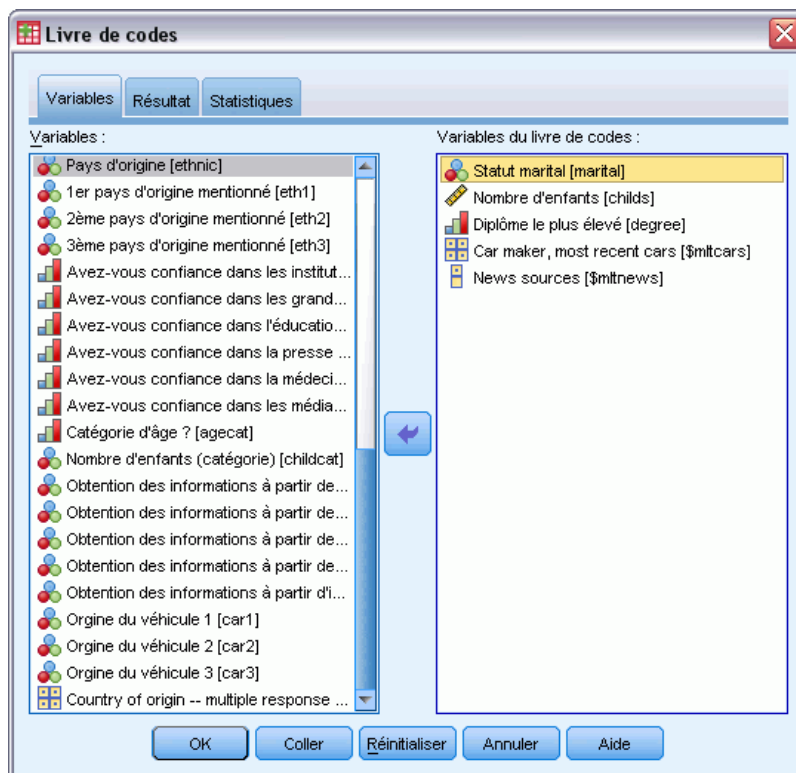 Livre de codes
Variables
Résultat
Statistiques
Variables :
Pays d'origine [ethnic]
1er pays d'origine mentionné [eth1]
2ème pays d'origine mentionné [eth2]
3ème pays d'origine mentionné [eth3]
Avez-vous confiance dans les institut...
Avez-vous confiance dans les grand...
Avez-vous confiance dans l'éducatio...
Avez-vous confiance dans la presse ...
Avez-vous confiance dans la médeci...
Avez-vous confiance dans les média...
Catégorie d'âge ? [agecat]
Nombre d'enfants (catégorie) [childcat]
Obtention des informations à partir de...
Obtention des informations à partir de...
Obtention des informations à partir de...
Obtention des informations à partir de...
Obtention des informations à partir d'i...
Orgine du véhicule 1 [car1]
Orgine du véhicule 2 [car2]
Orgine du véhicule 3 [car3]
Country of origin -- multiple response ...
Variables du livre de codes :
Statut marital [marital]
Nombre d'enfants [childs]
Diplôme le plus élevé [degree]
Car maker, most recent cars [$mltcars]
News sources [$mltnews]
OK
Coller
Réinitialiser
Annuler
Aide